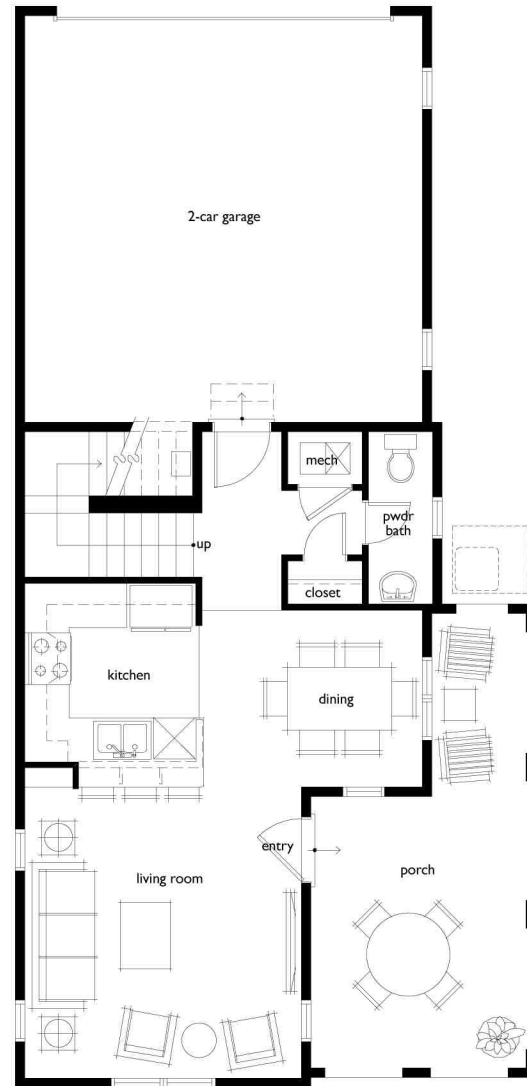 2-car garage
mech
pwdr
bath
up
closet
kitchen
dining
entry
living room
porch